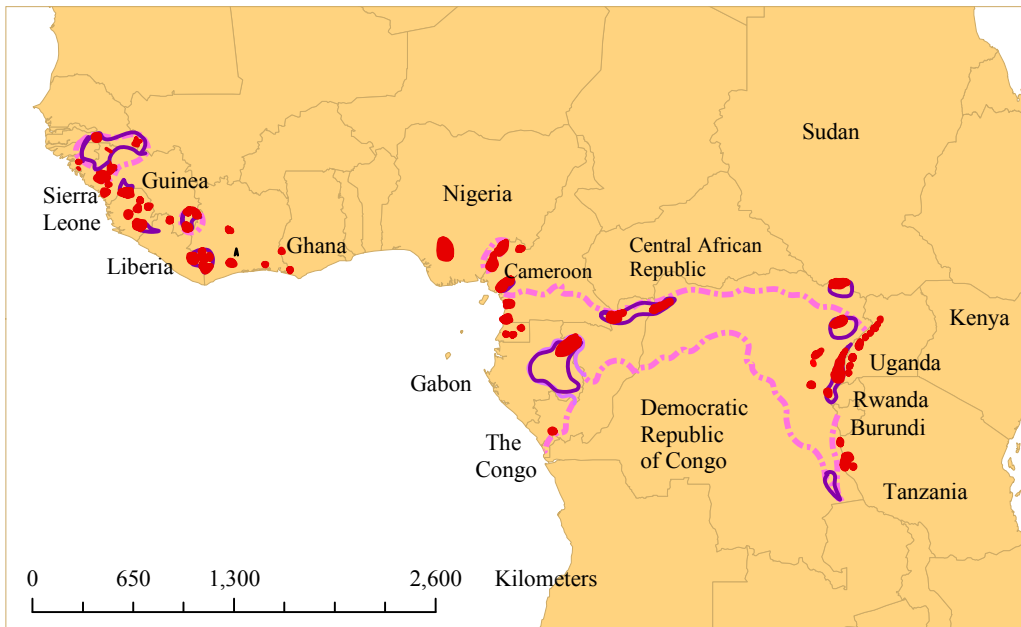 Sudan
Guinea
Sierra
Leone
Nigeria
Ghana
Central African
Republic
Liberia
Cameroon
Kenya
Gabon
Uganda
Rwanda
Burundi
Democratic
Republic
of Congo
The
Congo
Tanzania
0 650 1,300 2,600 Kilometers